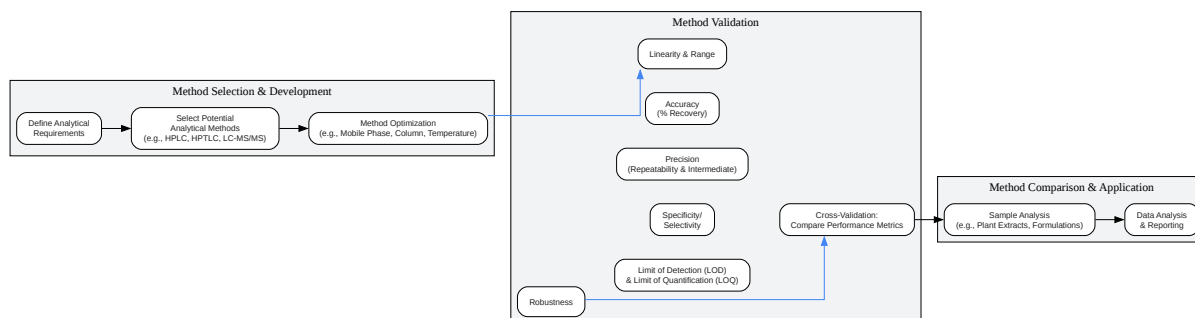 Method Selection & Development
Define Analytical
Requirements
Select Potential
Analytical Methods
(e.g., HPLC, HPTLC, LC-MS/MS)
Method Optimization
(e.g., Mobile Phase, Column, Temperature)
Method Validation
Linearity & Range
Accuracy
(% Recovery)
Precision
(Repeatability & Intermediate)
Specificity/
Selectivity
Limit of Detection (LOD)
& Limit of Quantification (LOQ)
Robustness
Cross-Validation:
Compare Performance Metrics
Method Comparison & Application
Sample Analysis
(e.g., Plant Extracts, Formulations)
Data Analysis
& Reporting